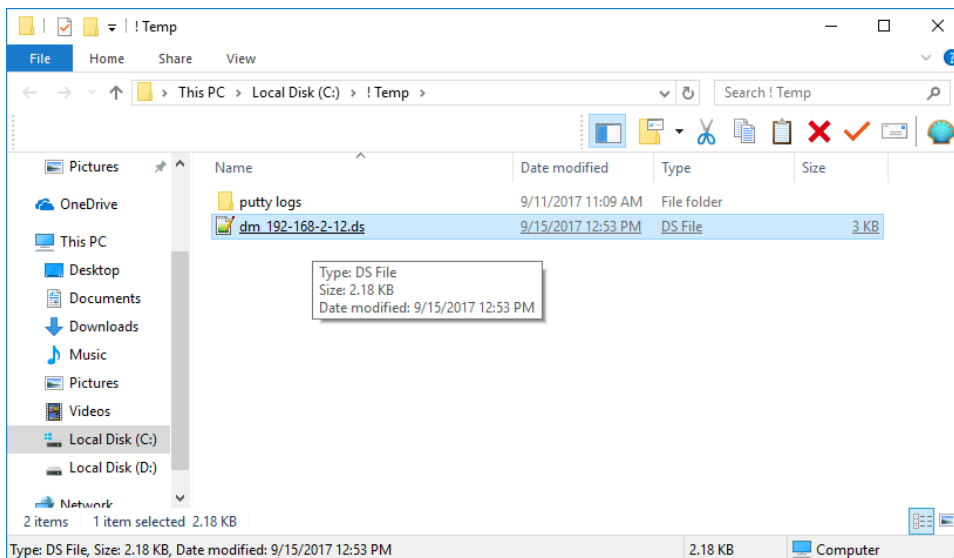 ! Temp
File Home Share View
This PC > Local Disk (C:) > ! Temp > Search ! Temp
Name Date modified Type Size
Pictures
OneDrive
This PC
Desktop
Documents
Downloads
Music
Pictures
Videos
Local Disk (C:)
Local Disk (D:)
Network
putty logs 9/11/2017 11:09 AM File folder
dm_192-168-2-12.ds 9/15/2017 12:53 PM DS File 3 KB
Type: DS File
Size: 2.18 KB
Date modified: 9/15/2017 12:53 PM
2 items 1 item selected 2.18 KB
Type: DS File, Size: 2.18 KB, Date modified: 9/15/2017 12:53 PM 2.18 KB Computer